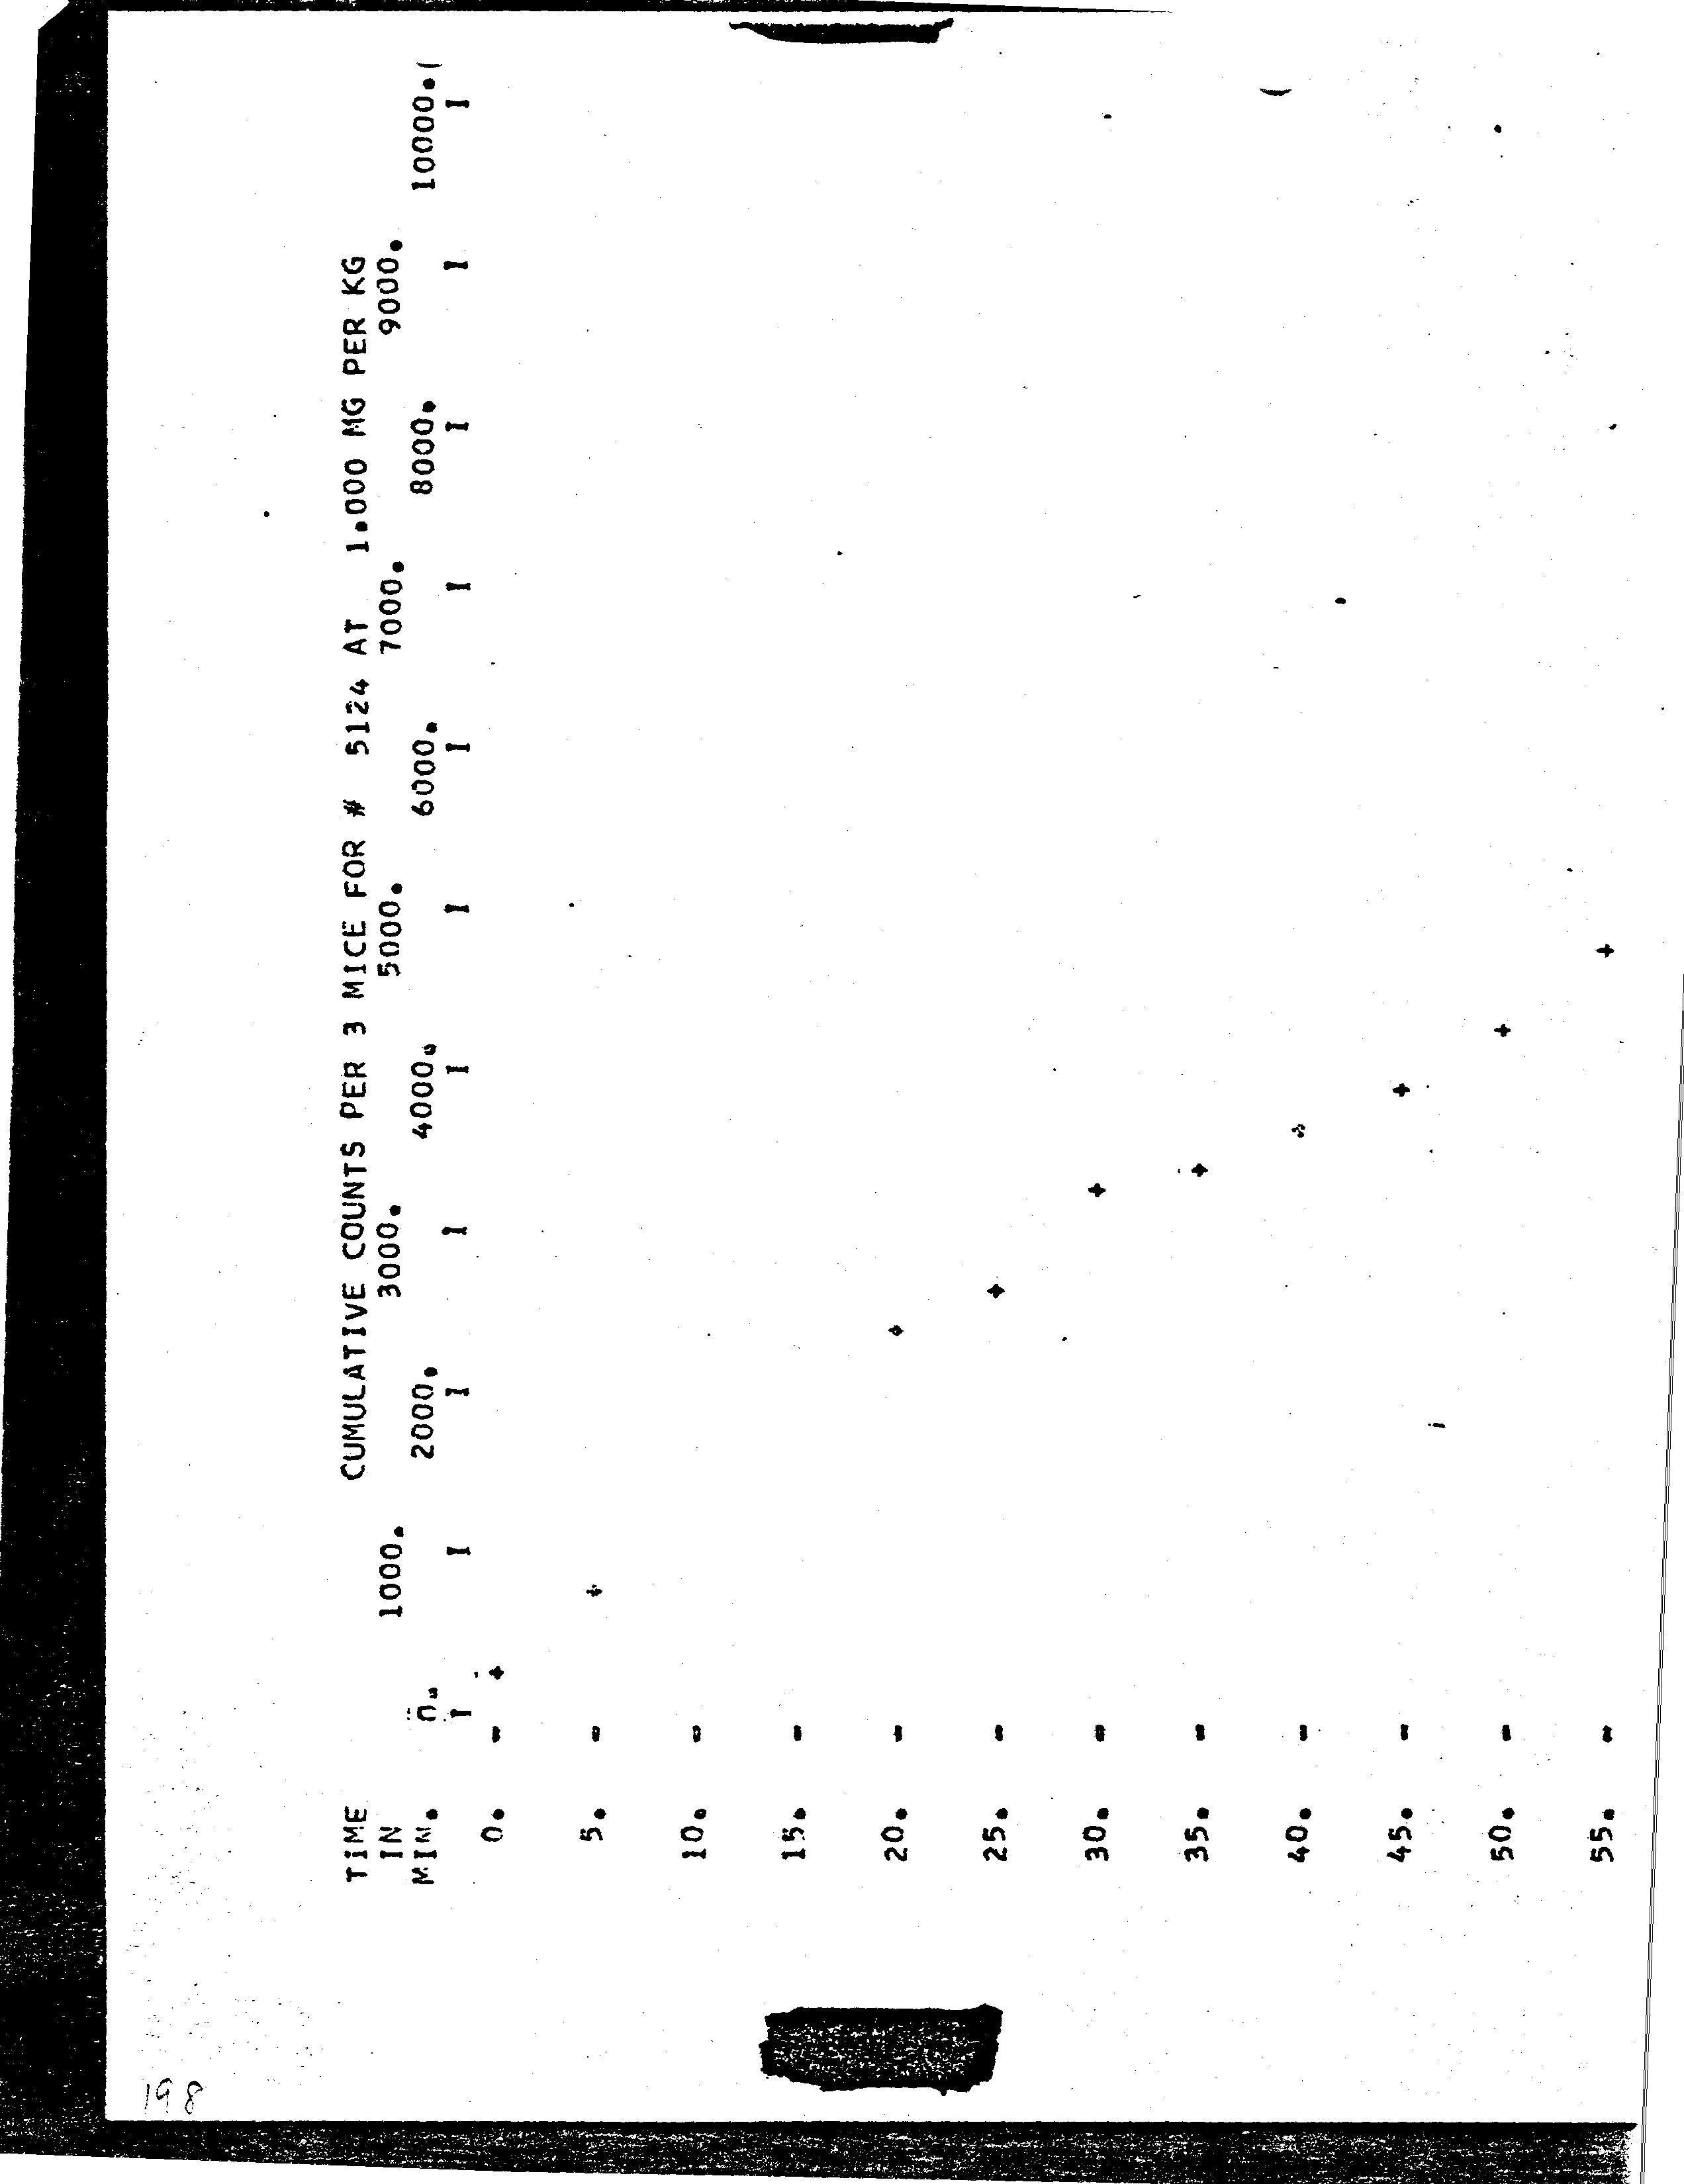 CUMULATIVE COUNTS PER 3 MICE FOR # 5124 AT 1.000 MG PER KG
TIME
IN 1000. 3000. 5000. 7000. 9000.
MIN. 0. 2000. 4000. 6000. 8000. 10000.(
I I I I I I I I I I I
0. - +
5. - +
10. -
15. -
20. - +
25. - +
30. - +
35. - +
40. - +
45. - +
50. - +
55. - +
198